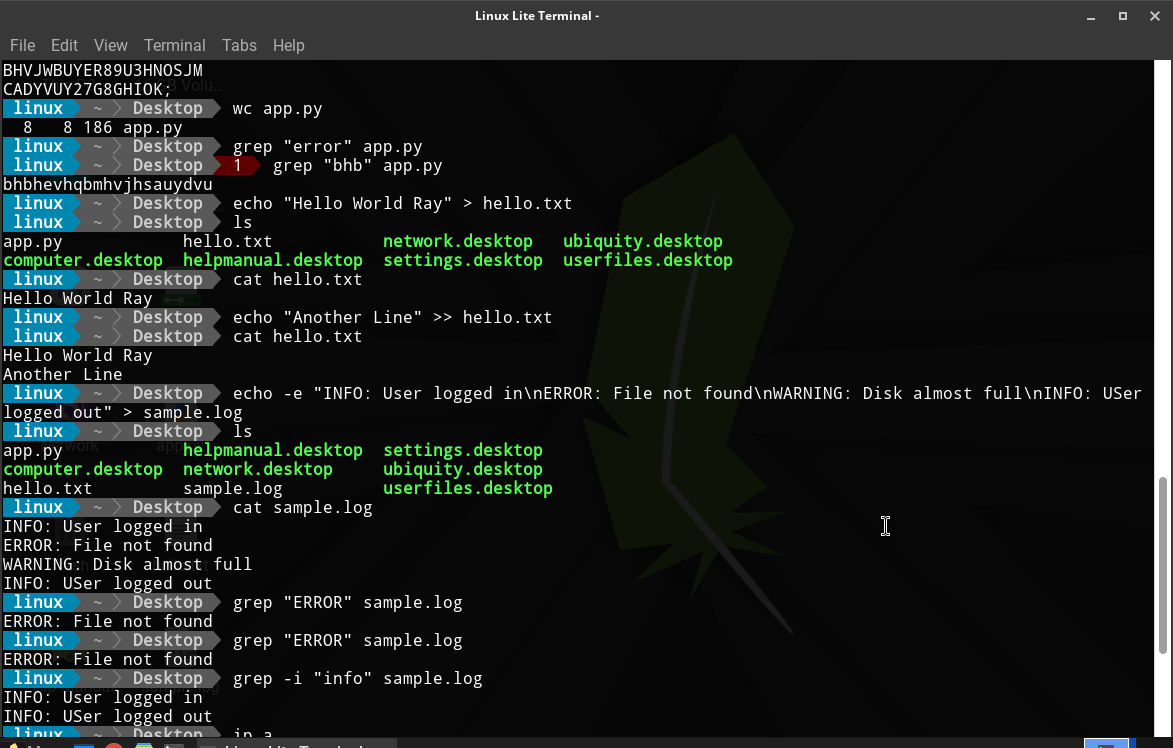 Linux Lite Terminal -
File Edit View Terminal Tabs Help
BHVJWBUYER89U3HNOSJM
CADYVUY27G8GHIOK;
linux ~ Desktop wc app.py
8 8 186 app.py
linux ~ Desktop grep "error" app.py
linux ~ Desktop 1 grep "bhb" app.py
bhbhevhqbmhvjhsauydvu
linux ~ Desktop echo "Hello World Ray" > hello.txt
linux ~ Desktop ls
app.py hello.txt network.desktop ubiquity.desktop
computer.desktop helpmanual.desktop settings.desktop userfiles.desktop
linux ~ Desktop cat hello.txt
Hello World Ray
linux ~ Desktop echo "Another Line" >> hello.txt
linux ~ Desktop cat hello.txt
Hello World Ray
Another Line
linux ~ Desktop echo -e "INFO: User logged in\nERROR: File not found\nWARNING: Disk almost full\nINFO: USer
logged out" > sample.log
linux ~ Desktop ls
app.py helpmanual.desktop settings.desktop
computer.desktop network.desktop ubiquity.desktop
hello.txt sample.log userfiles.desktop
linux ~ Desktop cat sample.log
INFO: User logged in
ERROR: File not found
WARNING: Disk almost full
INFO: USer logged out
linux ~ Desktop grep "ERROR" sample.log
ERROR: File not found
linux ~ Desktop grep "ERROR" sample.log
ERROR: File not found
linux ~ Desktop grep -i "info" sample.log
INFO: User logged in
INFO: USer logged out
linux ~ Desktop ip a